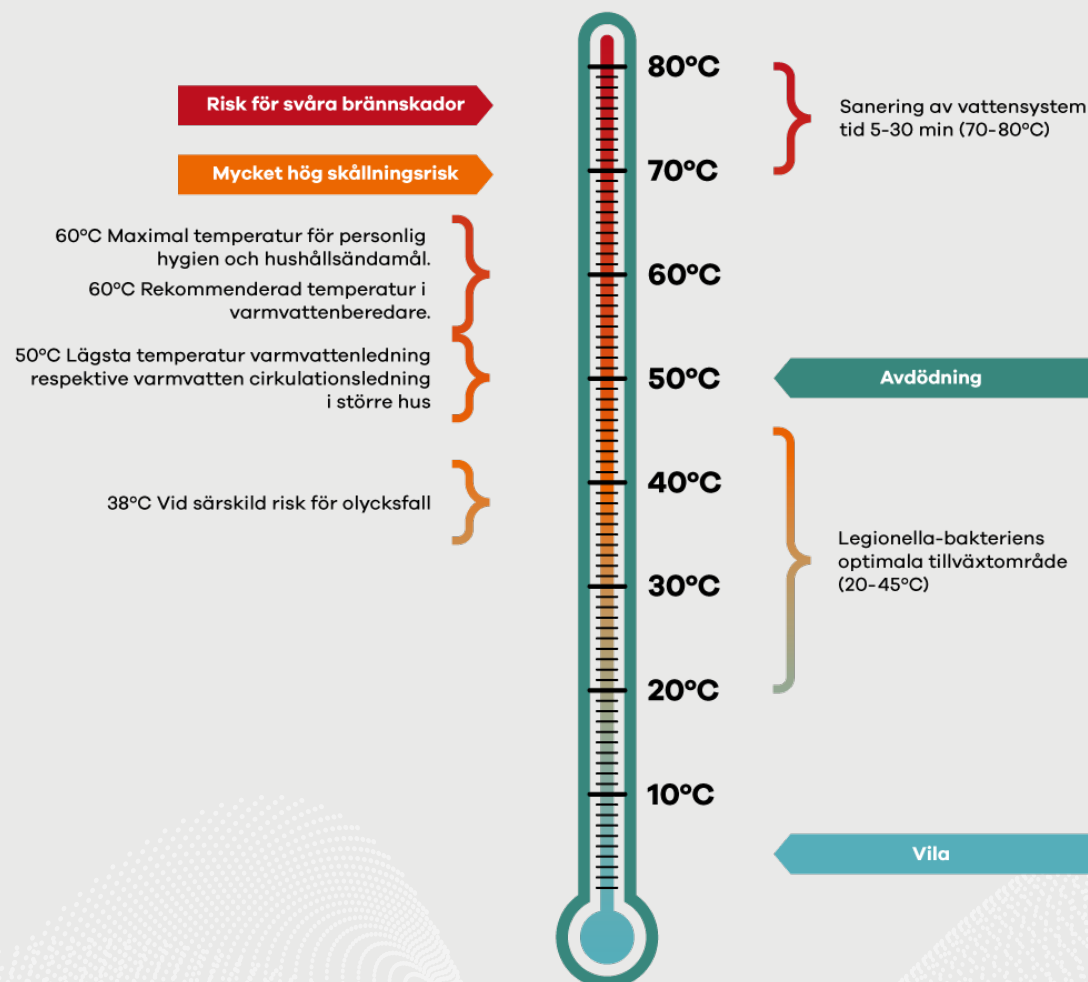 Risk för svåra brännskador
Mycket hög skållningsrisk
60°C Maximal temperatur för personlig
hygien och hushållsändamål.
60°C Rekommenderad temperatur i
varmvattenberedare.
50°C Lägsta temperatur varmvattenledning
respektive varmvatten cirkulationsledning
i större hus
38°C Vid särskild risk för olycksfall
80°C
70°C
60°C
50°C
40°C
30°C
20°C
10°C
Sanering av vattensystem
tid 5-30 min (70-80°C)
Avdödning
Legionella-bakteriens
optimala tillväxtområde
(20-45°C)
Vila